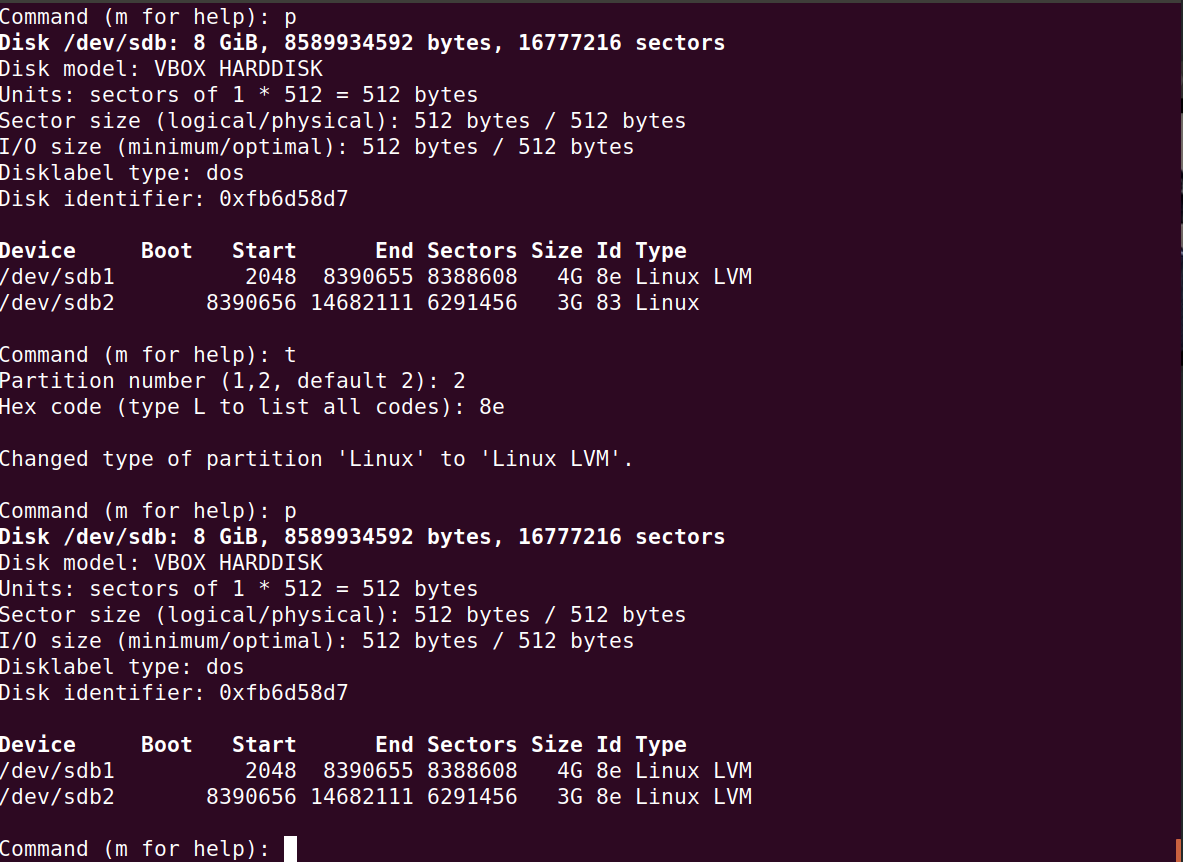 Command (m for help): p
Disk /dev/sdb: 8 GiB, 8589934592 bytes, 16777216 sectors
Disk model: VBOX HARDDISK
Units: sectors of 1 * 512 = 512 bytes
Sector size (logical/physical): 512 bytes / 512 bytes
I/O size (minimum/optimal): 512 bytes / 512 bytes
Disklabel type: dos
Disk identifier: 0xfb6d58d7

Device     Boot   Start      End Sectors Size Id Type
/dev/sdb1          2048  8390655 8388608   4G 8e Linux LVM
/dev/sdb2       8390656 14682111 6291456   3G 83 Linux

Command (m for help): t
Partition number (1,2, default 2): 2
Hex code (type L to list all codes): 8e

Changed type of partition 'Linux' to 'Linux LVM'.

Command (m for help): p
Disk /dev/sdb: 8 GiB, 8589934592 bytes, 16777216 sectors
Disk model: VBOX HARDDISK
Units: sectors of 1 * 512 = 512 bytes
Sector size (logical/physical): 512 bytes / 512 bytes
I/O size (minimum/optimal): 512 bytes / 512 bytes
Disklabel type: dos
Disk identifier: 0xfb6d58d7

Device     Boot   Start      End Sectors Size Id Type
/dev/sdb1          2048  8390655 8388608   4G 8e Linux LVM
/dev/sdb2       8390656 14682111 6291456   3G 8e Linux LVM

Command (m for help):